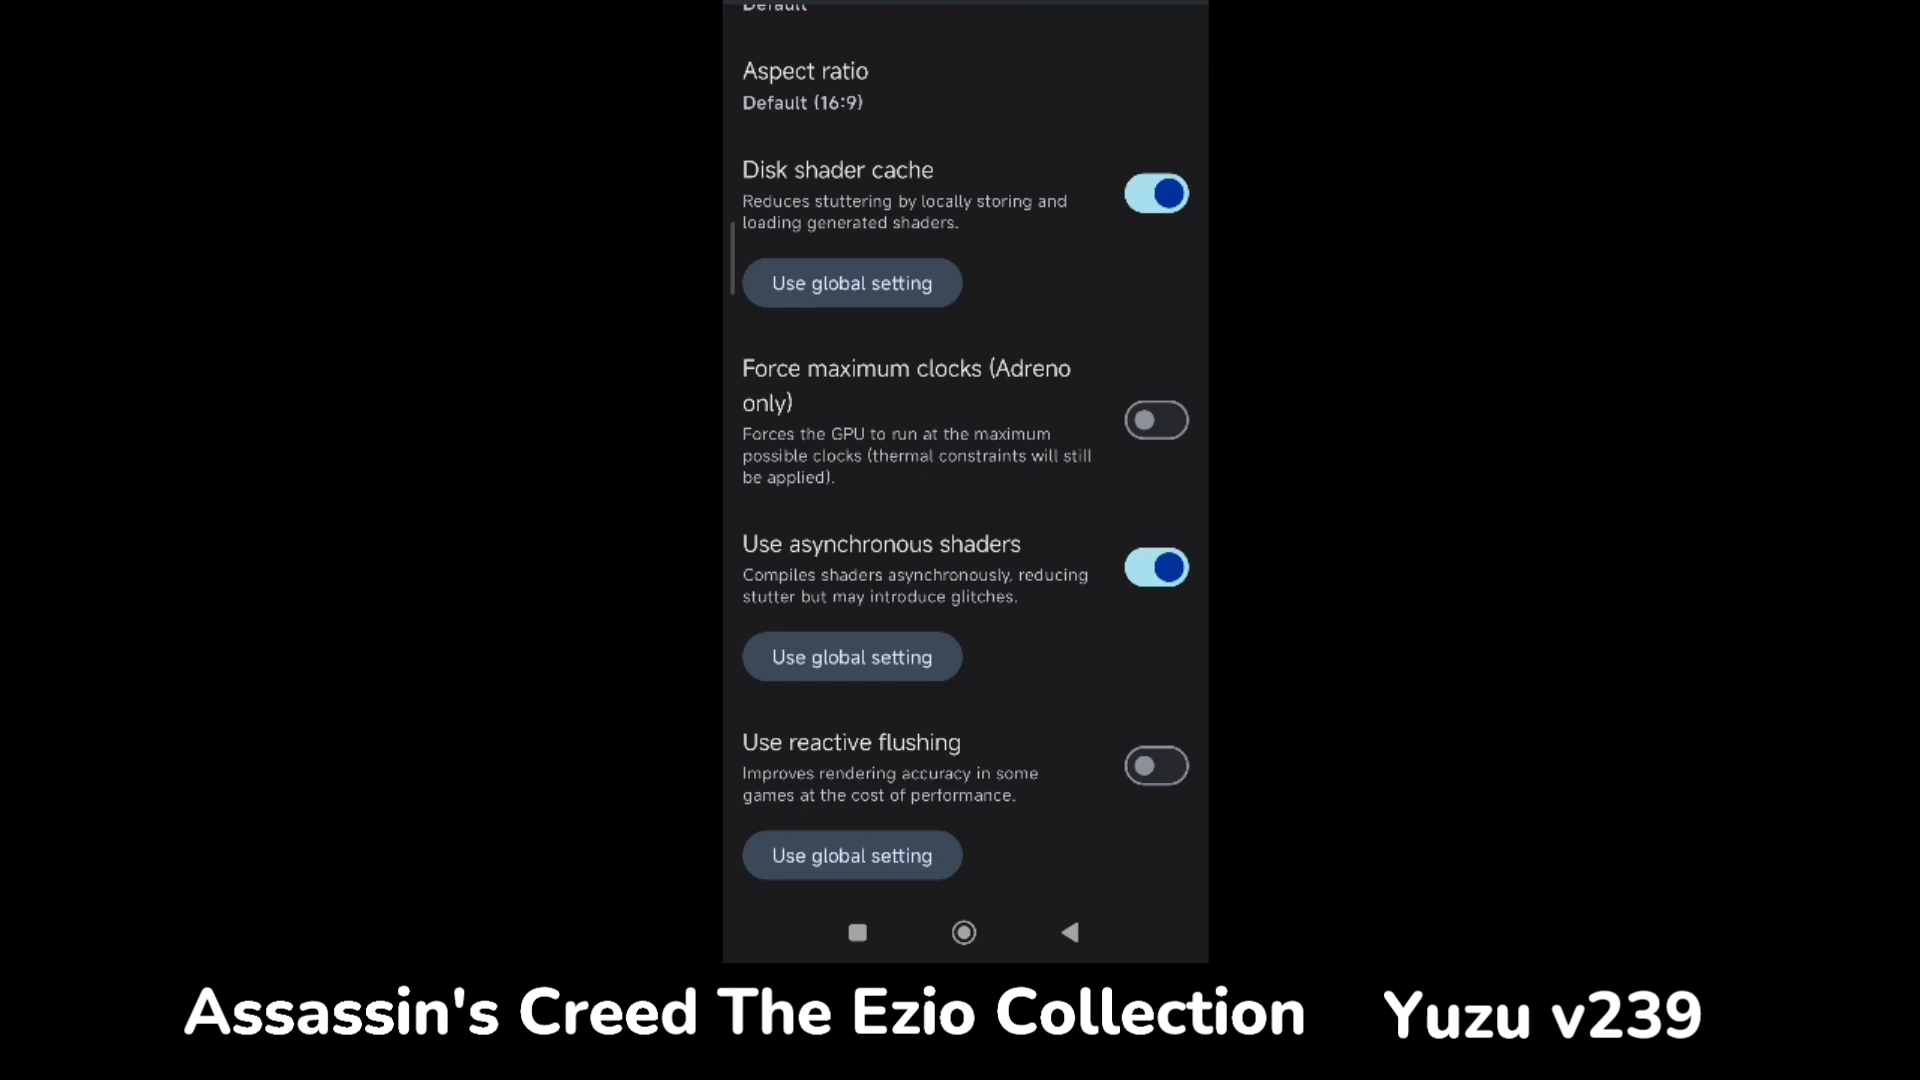 Default
Aspect ratio
Default (16:9)
Disk shader cache
Reduces stuttering by locally storing and
loading generated shaders.
Use global setting
Force maximum clocks (Adreno
only)
Forces the GPU to run at the maximum
possible clocks (thermal constraints will still
be applied).
Use asynchronous shaders
Compiles shaders asynchronously, reducing
stutter but may introduce glitches.
Use global setting
Use reactive flushing
Improves rendering accuracy in some
games at the cost of performance.
Use global setting
Assassin's Creed The Ezio Collection
Yuzu v239